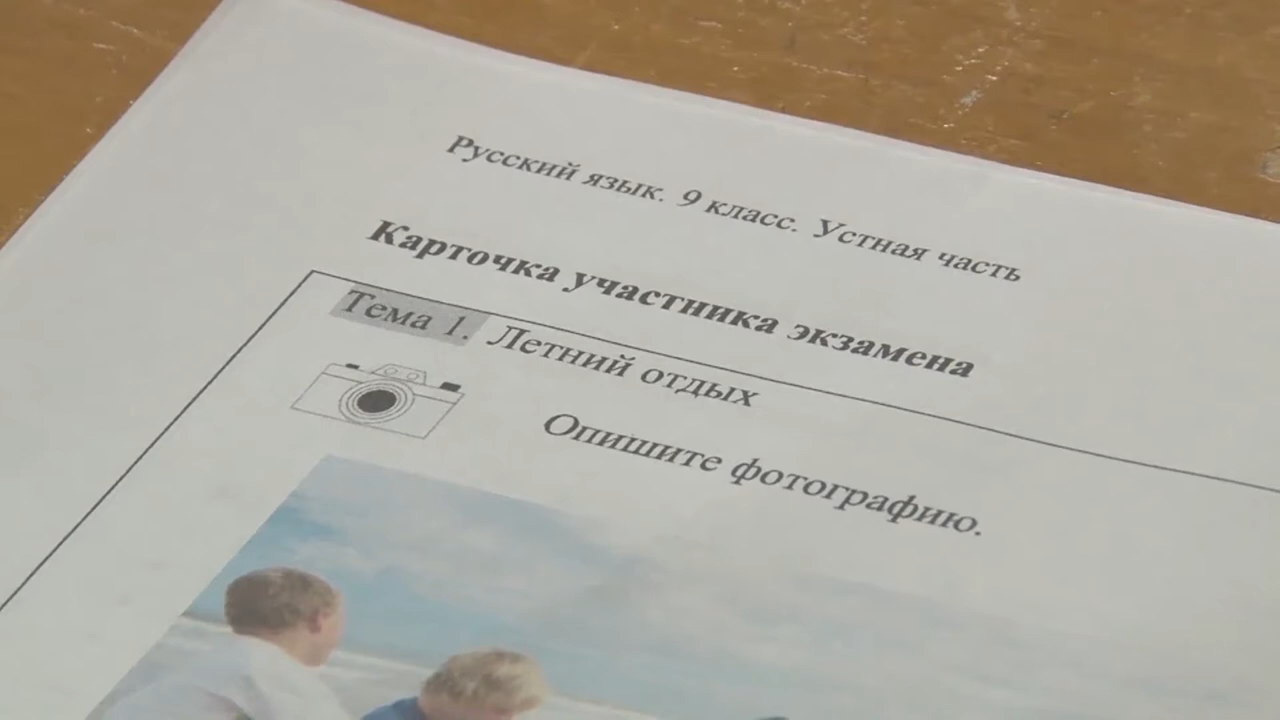 Русский язык. 9 класс. Устная часть
Карточка участника экзамена
Тема 1. Летний отдых
Опишите фотографию.